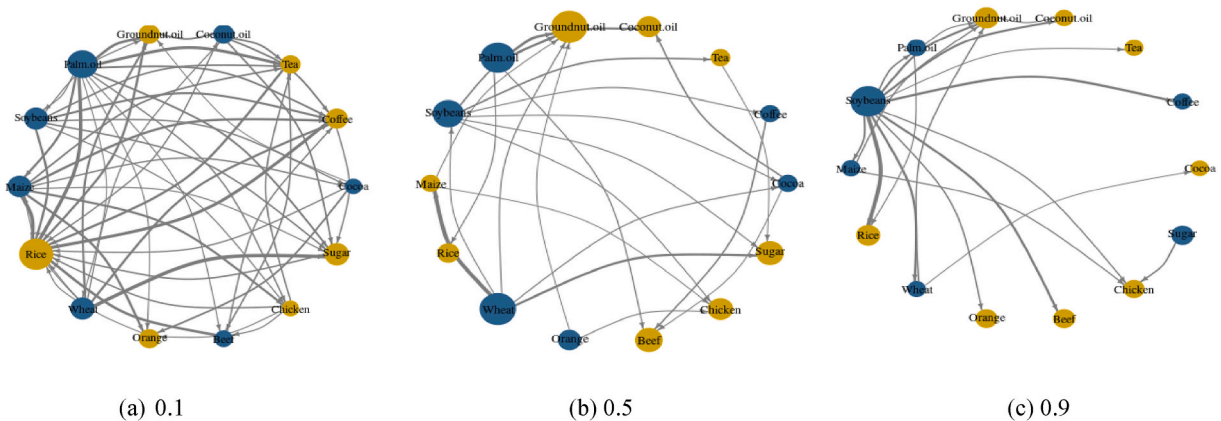 Groundnut.oil
Coconut.oil
Palm.oil
Tea
Soybeans
Coffee
Maize
Cocoa
Rice
Sugar
Wheat
Chicken
Orange
Beef
(a) 0.1
Groundnut.oil
Coconut.oil
Palm.oil
Tea
Soybeans
Coffee
Maize
Cocoa
Rice
Sugar
Wheat
Chicken
Orange
Beef
(b) 0.5
Groundnut.oil
Coconut.oil
Palm.oil
Tea
Soybeans
Coffee
Maize
Cocoa
Rice
Sugar
Wheat
Chicken
Orange
Beef
(c) 0.9